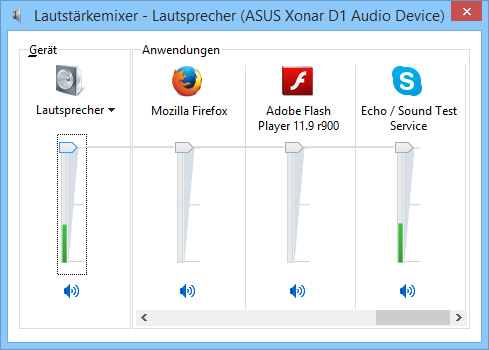 Lautstärkemixer - Lautsprecher (ASUS Xonar D1 Audio Device)
Gerät
Anwendungen
Lautsprecher
Mozilla Firefox
Adobe Flash
Player 11.9 r900
Echo / Sound Test
Service